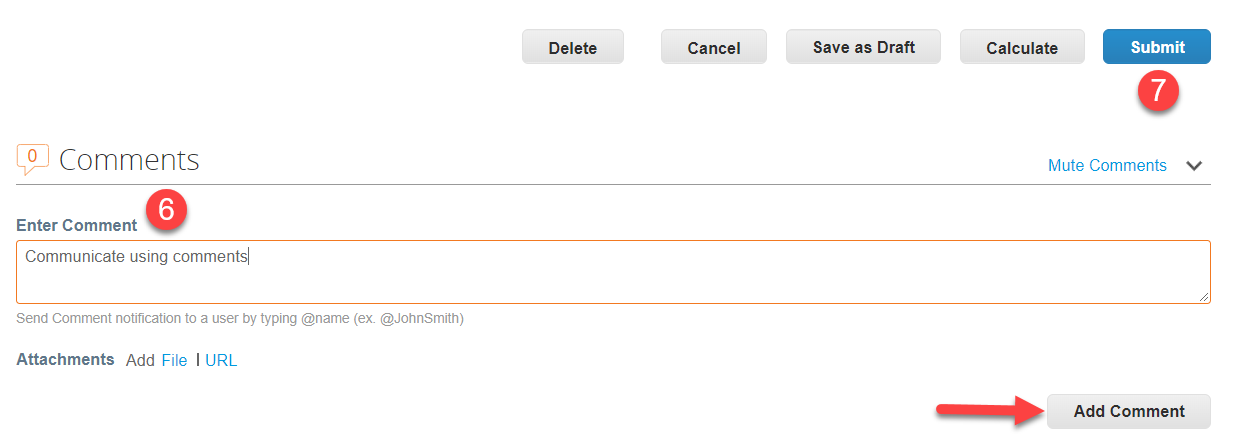 Delete Cancel Save as Draft Calculate Submit
7
0 Comments Mute Comments
6
Enter Comment
Communicate using comments
Send Comment notification to a user by typing @name (ex. @JohnSmith)
Attachments Add File | URL
Add Comment